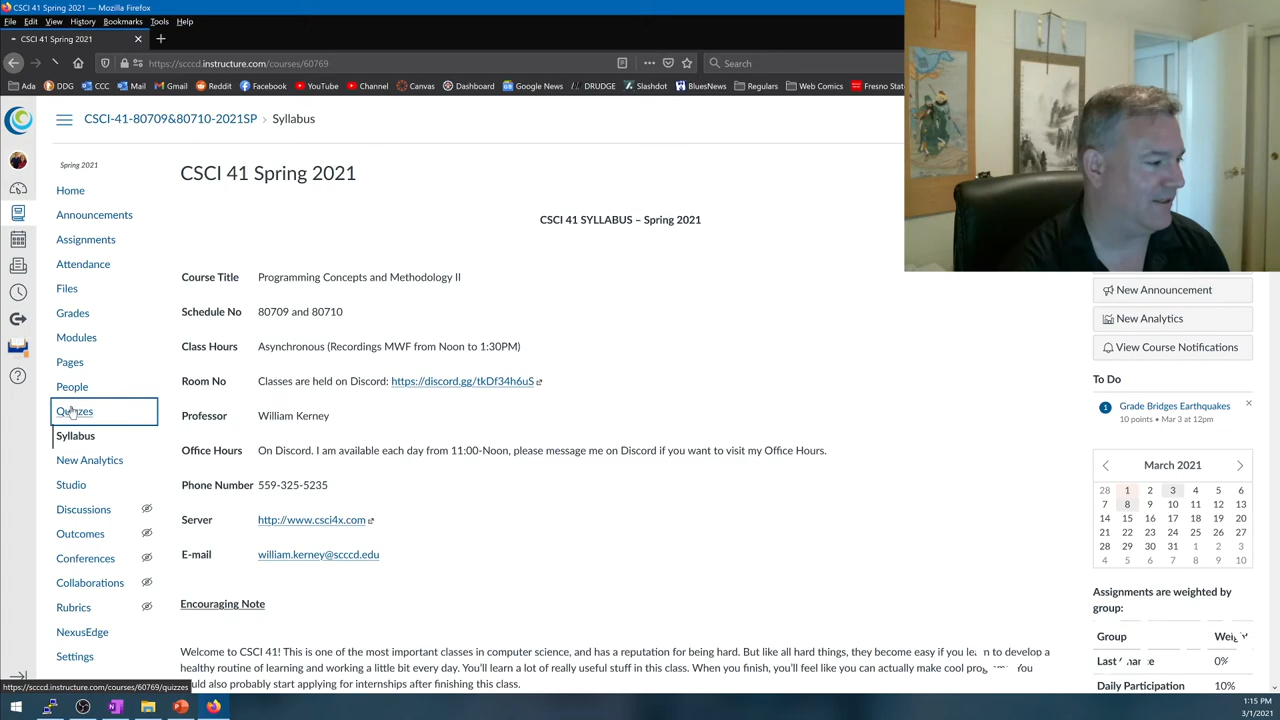 CSCI 41 Spring 2021 — Mozilla Firefox
File Edit View History Bookmarks Tools Help
CSCI 41 Spring 2021
https://scccd.instructure.com/courses/60769
Search
Ada DDG CCC Mail Gmail Reddit Facebook YouTube Channel Canvas Dashboard Google News DRUDGE Slashdot BluesNews Regulars Web Comics Fresno State
CSCI-41-80709&80710-2021SP › Syllabus
Spring 2021
Home
Announcements
Assignments
Attendance
Files
Grades
Modules
Pages
People
Quizzes
Syllabus
New Analytics
Studio
Discussions
Outcomes
Conferences
Collaborations
Rubrics
NexusEdge
Settings
https://scccd.instructure.com/courses/60769/quizzes
CSCI 41 Spring 2021
CSCI 41 SYLLABUS – Spring 2021
Course Title Programming Concepts and Methodology II
Schedule No 80709 and 80710
Class Hours Asynchronous (Recordings MWF from Noon to 1:30PM)
Room No Classes are held on Discord: https://discord.gg/tkDf34h6uS
Professor William Kerney
Office Hours On Discord. I am available each day from 11:00-Noon, please message me on Discord if you want to visit my Office Hours.
Phone Number 559-325-5235
Server http://www.csci4x.com
E-mail william.kerney@scccd.edu
Encouraging Note
Welcome to CSCI 41! This is one of the most important classes in computer science, and has a reputation for being hard. But like all hard things, they become easy if you learn to develop a
healthy routine of learning and working a little bit every day. You'll learn a lot of really useful stuff in this class. When you finish, you'll feel like you can actually make cool You
also probably start applying for internships after finishing this class.
New Announcement
New Analytics
View Course Notifications
To Do
1 Grade Bridges Earthquakes
10 points • Mar 3 at 12pm
March 2021
28 1 2 3 4 5 6
7 8 9 10 11 12 13
14 15 16 17 18 19 20
21 22 23 24 25 26 27
28 29 30 31 1 2 3
4 5 6 7 8 9 10
Assignments are weighted by
group:
Group
Last 0%
Daily Participation 10%
1:15 PM
3/1/2021